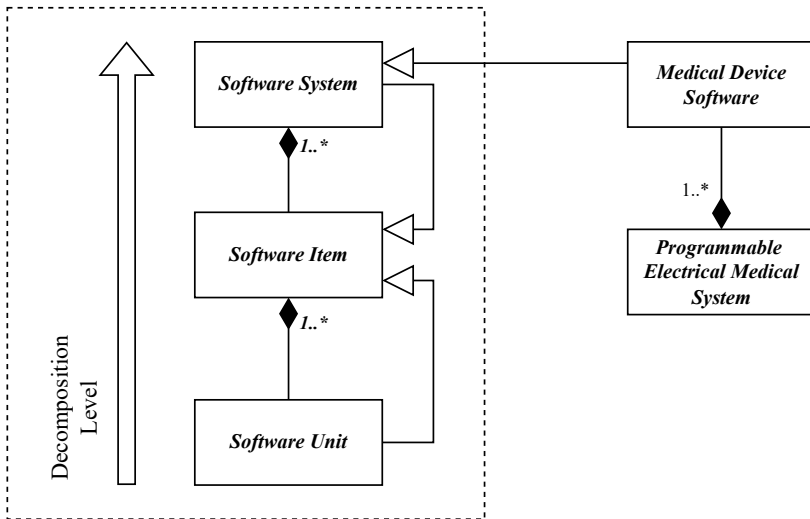 Software System
1..*
Software Item
1..*
Software Unit
Decomposition
Level
Medical Device
Software
1..*
Programmable
Electrical Medical
System